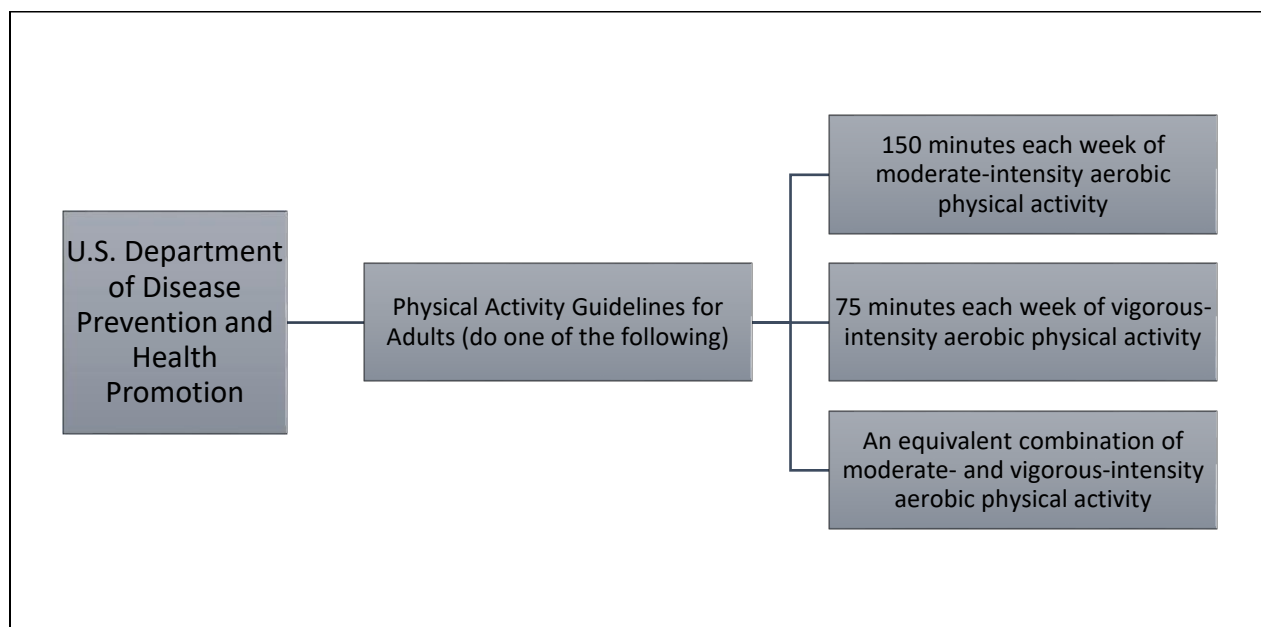 U.S. Department
of Disease
Prevention and
Health
Promotion
Physical Activity Guidelines for
Adults (do one of the following)
150 minutes each week of
moderate-intensity aerobic
physical activity
75 minutes each week of vigorous-
intensity aerobic physical activity
An equivalent combination of
moderate- and vigorous-intensity
aerobic physical activity